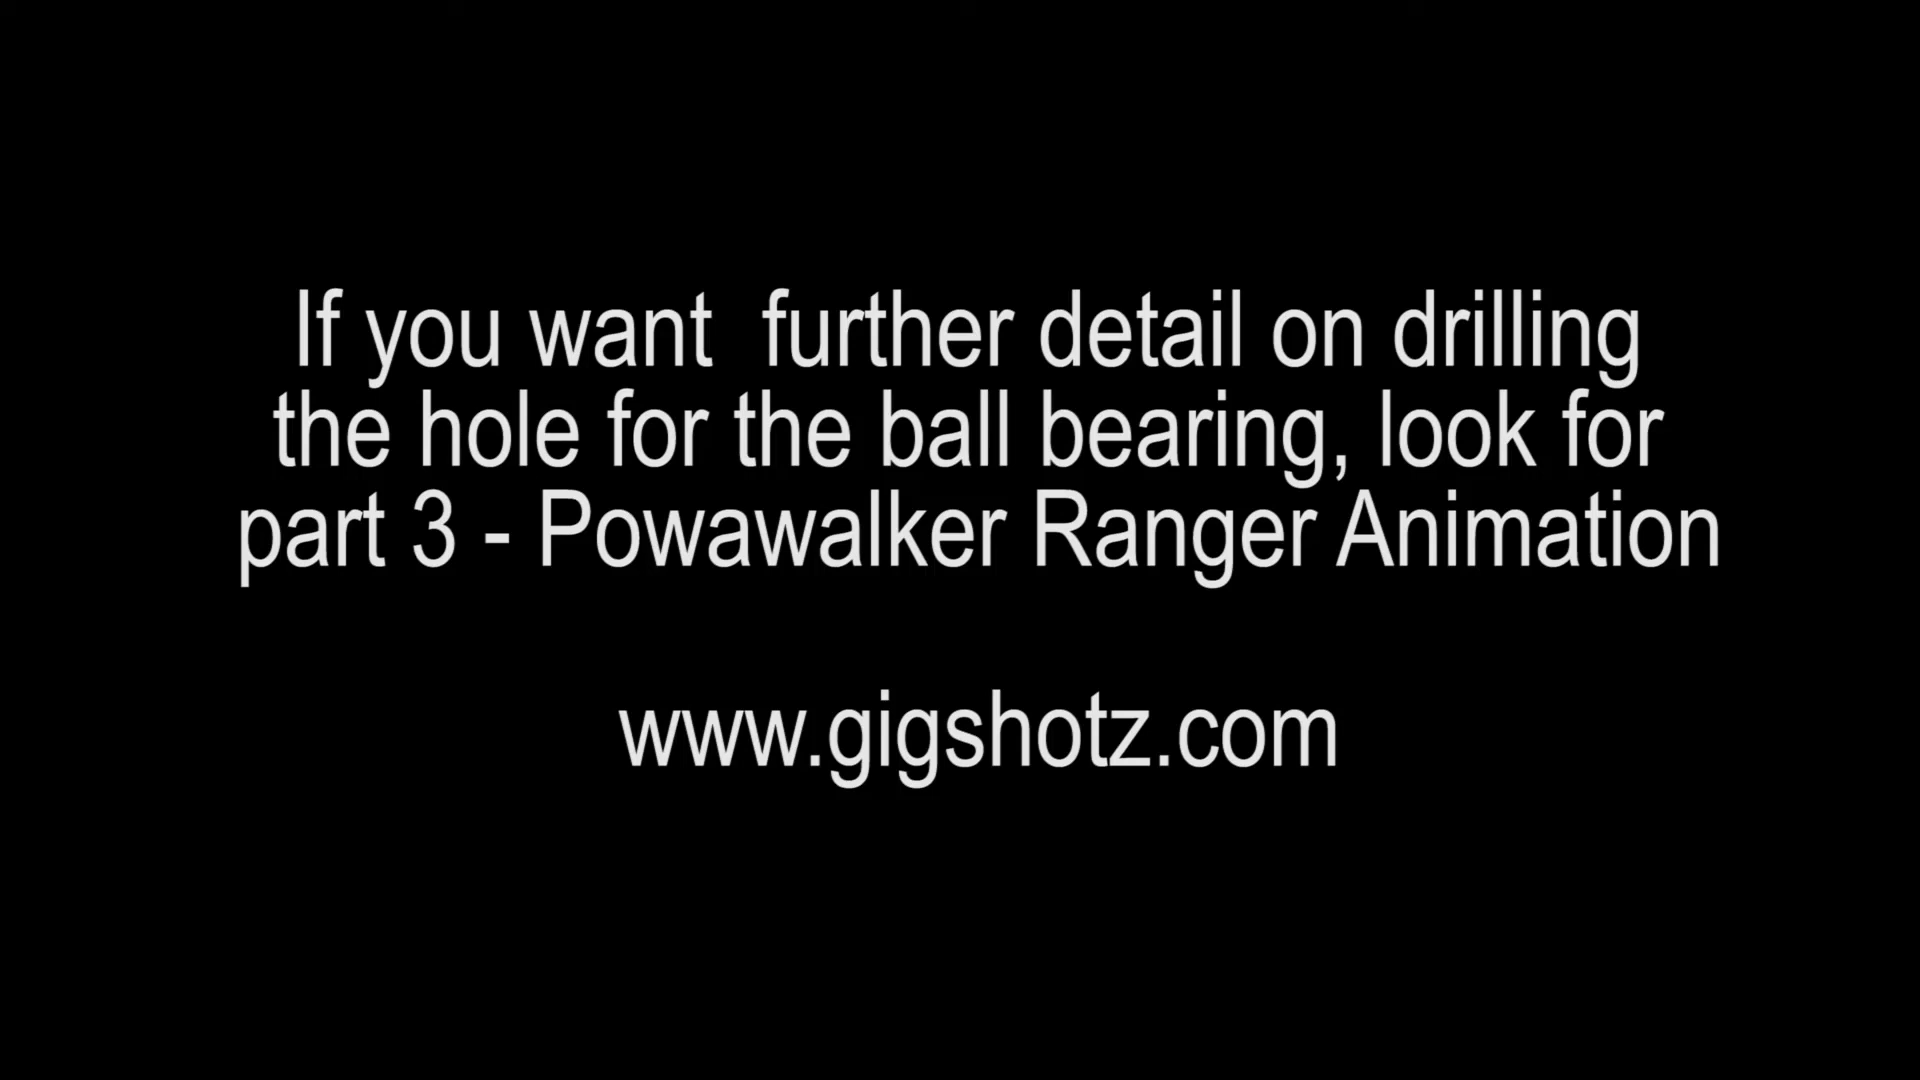 If you want  further detail on drilling
the hole for the ball bearing, look for
part 3 - Powawalker Ranger Animation
www.gigshotz.com